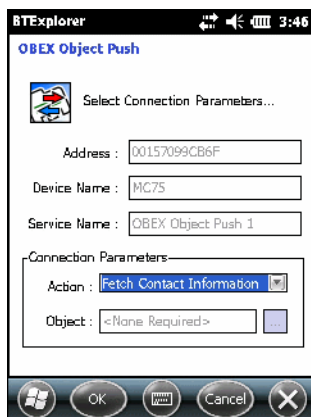 BTExplorer 3:46
OBEX Object Push
Select Connection Parameters...
Address : 00157099CB6F
Device Name : MC75
Service Name : OBEX Object Push 1
Connection Parameters
Action : Fetch Contact Information
Object : <None Required> ...
OK Cancel